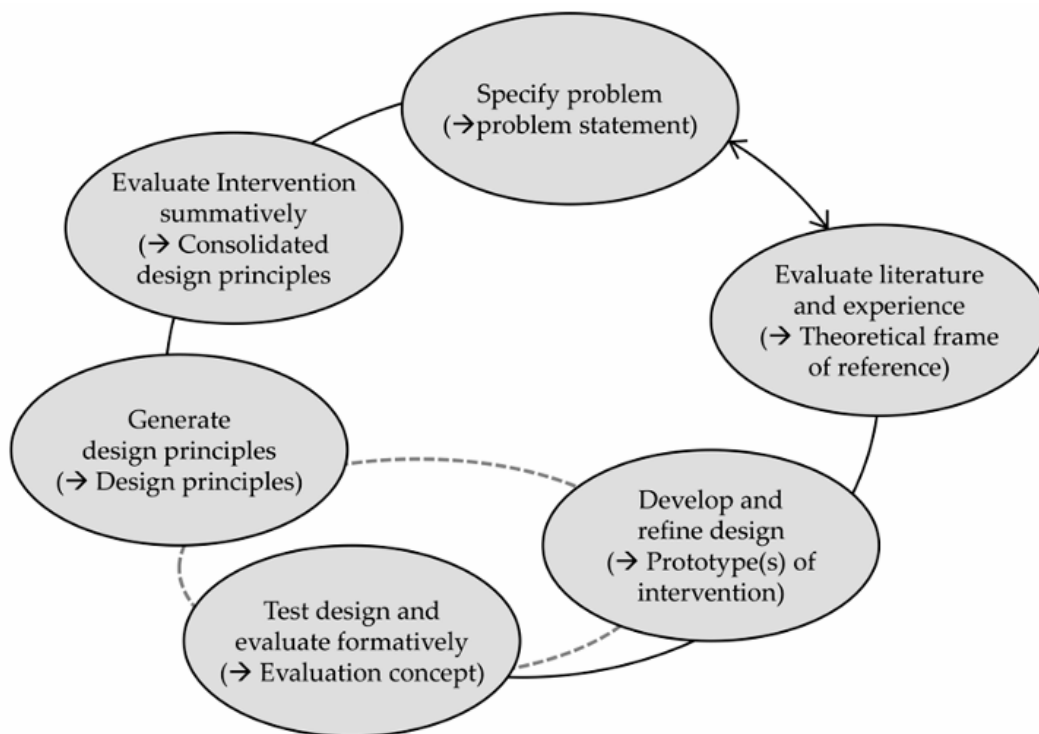 Specify problem
(→problem statement)
Evaluate literature
and experience
(→ Theoretical frame
of reference)
Develop and
refine design
(→ Prototype(s) of
intervention)
Test design and
evaluate formatively
(→ Evaluation concept)
Generate
design principles
(→ Design principles)
Evaluate Intervention
summatively
(→ Consolidated
design principles